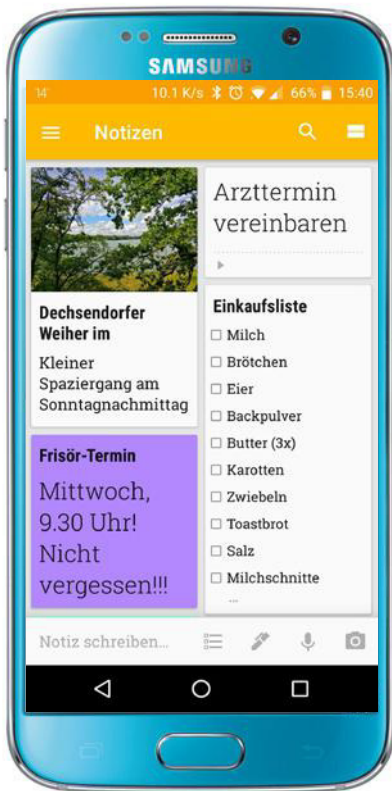 SAMSUNG
14° 10.1 K/s 66% 15:40
Notizen
Dechsendorfer
Weiher im
Kleiner
Spaziergang am
Sonntagnachmittag
Frisör-Termin
Mittwoch,
9.30 Uhr!
Nicht
vergessen!!!
Arzttermin
vereinbaren
Einkaufsliste
Milch
Brötchen
Eier
Backpulver
Butter (3x)
Karotten
Zwiebeln
Toastbrot
Salz
Milchschnitte
...
Notiz schreiben...